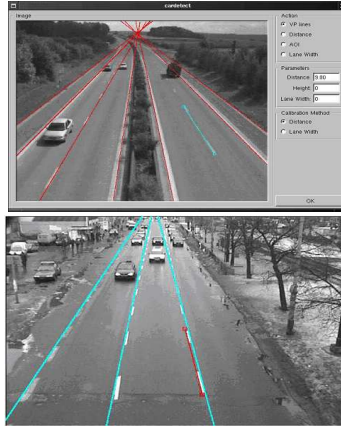 camdetect
Image
Action
VP lines
Distance
AOI
Lane Width
Parameters
Distance: 9.00
Height: 0
Lane Width: 0
Calibration Method
Distance
Lane Width
OK